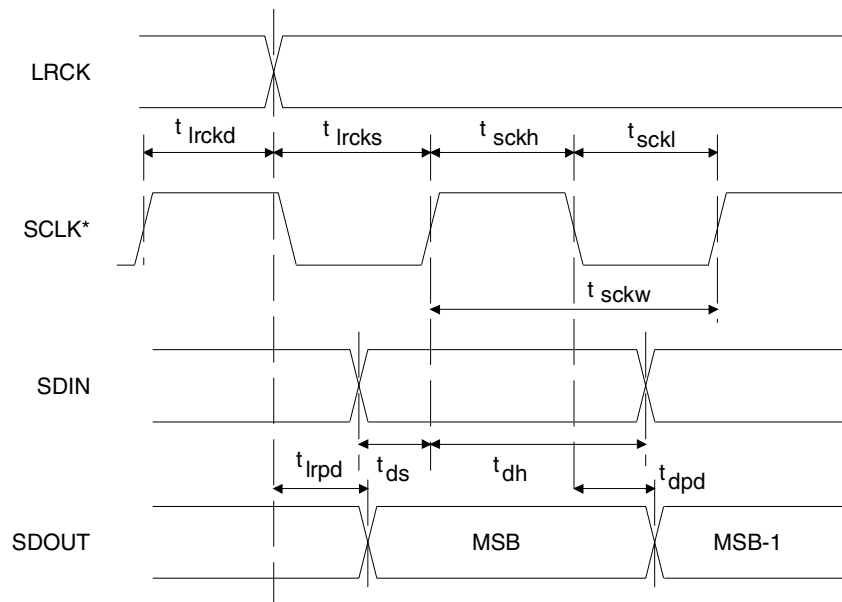 LRCK
t lrckd
t lrcks
t sckh
t sckl
SCLK*
t sckw
SDIN
t lrpd
t ds
t dh
t dpd
SDOUT
MSB
MSB-1